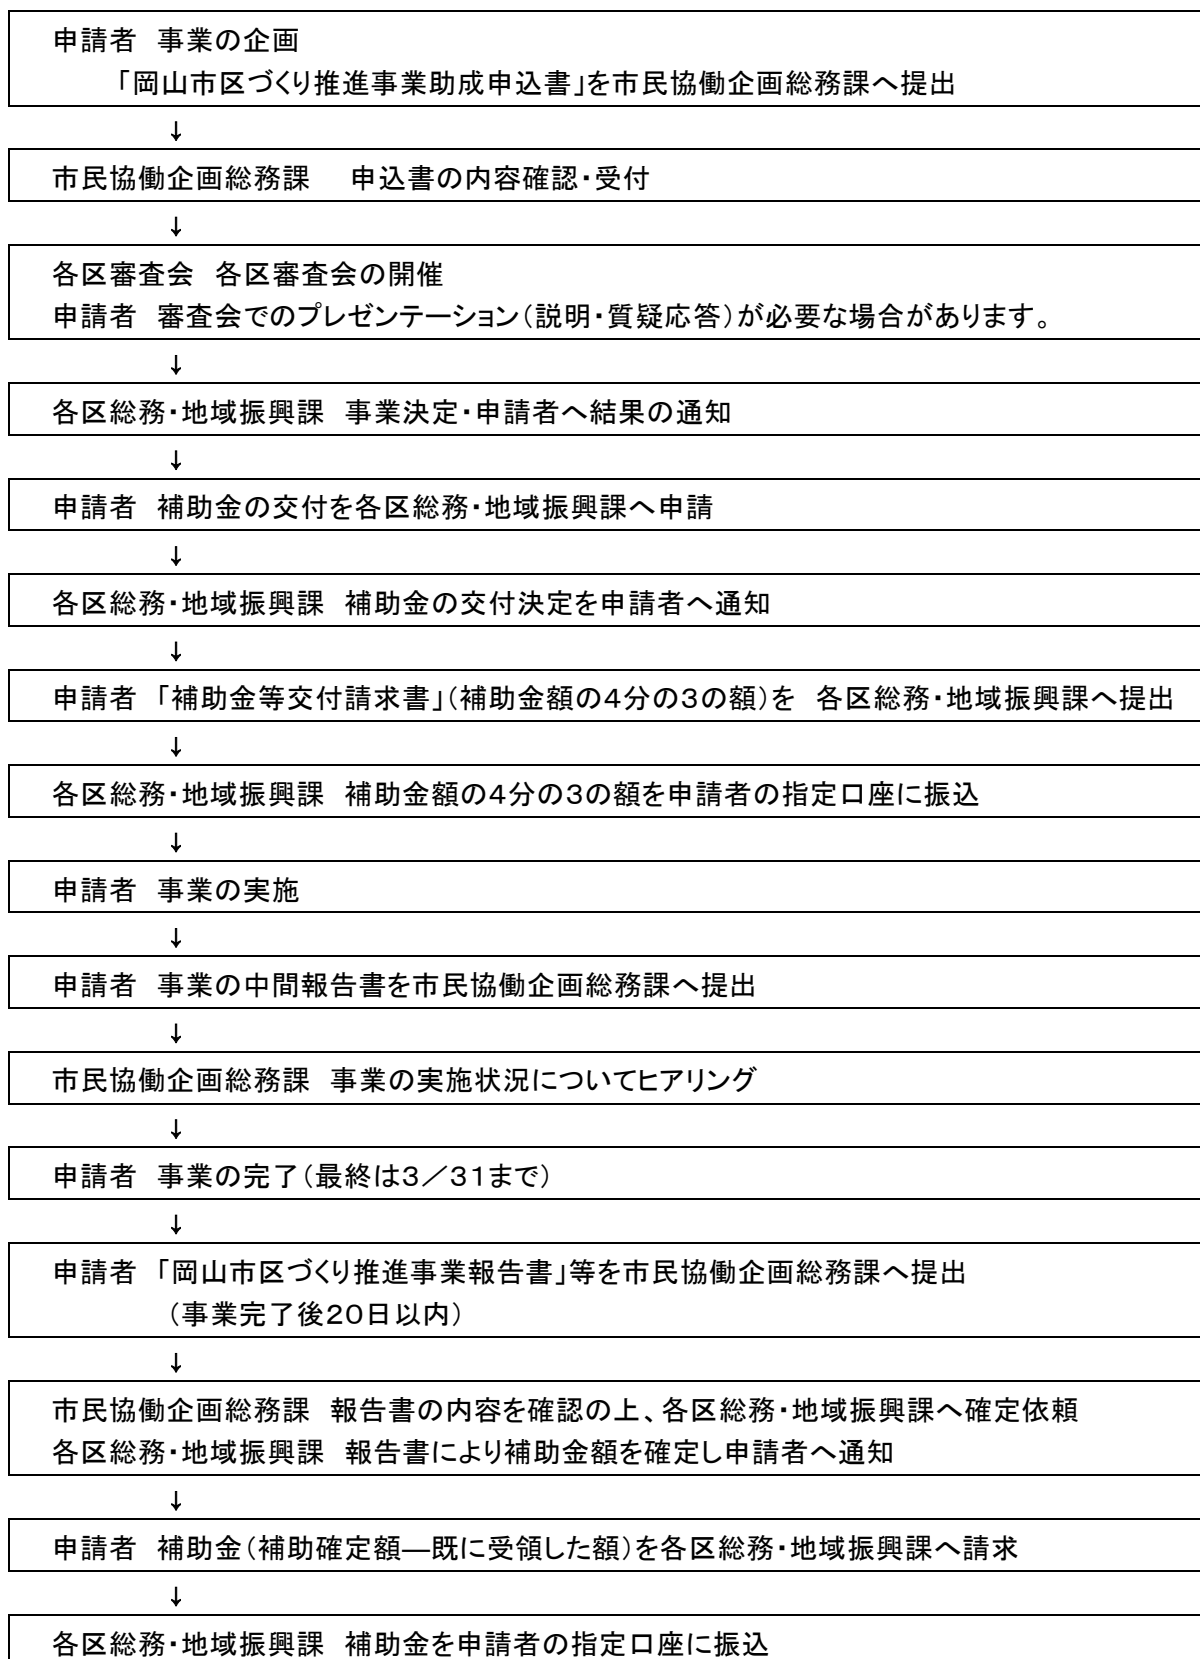 申請者　事業の企画
「岡山市区づくり推進事業助成申込書」を市民協働企画総務課へ提出
↓
市民協働企画総務課　申込書の内容確認・受付
↓
各区審査会　各区審査会の開催
申請者　審査会でのプレゼンテーション（説明・質疑応答）が必要な場合があります。
↓
各区総務・地域振興課　事業決定・申請者へ結果の通知
↓
申請者　補助金の交付を各区総務・地域振興課へ申請
↓
各区総務・地域振興課　補助金の交付決定を申請者へ通知
↓
申請者　「補助金等交付請求書」（補助金額の４分の３の額）を　各区総務・地域振興課へ提出
↓
各区総務・地域振興課　補助金額の４分の３の額を申請者の指定口座に振込
↓
申請者　事業の実施
↓
申請者　事業の中間報告書を市民協働企画総務課へ提出
↓
市民協働企画総務課　事業の実施状況についてヒアリング
↓
申請者　事業の完了（最終は３／３１まで）
↓
申請者　「岡山市区づくり推進事業報告書」等を市民協働企画総務課へ提出
（事業完了後２０日以内）
↓
市民協働企画総務課　報告書の内容を確認の上、各区総務・地域振興課へ確定依頼
各区総務・地域振興課　報告書により補助金額を確定し申請者へ通知
↓
申請者　補助金（補助確定額―既に受領した額）を各区総務・地域振興課へ請求
↓
各区総務・地域振興課　補助金を申請者の指定口座に振込